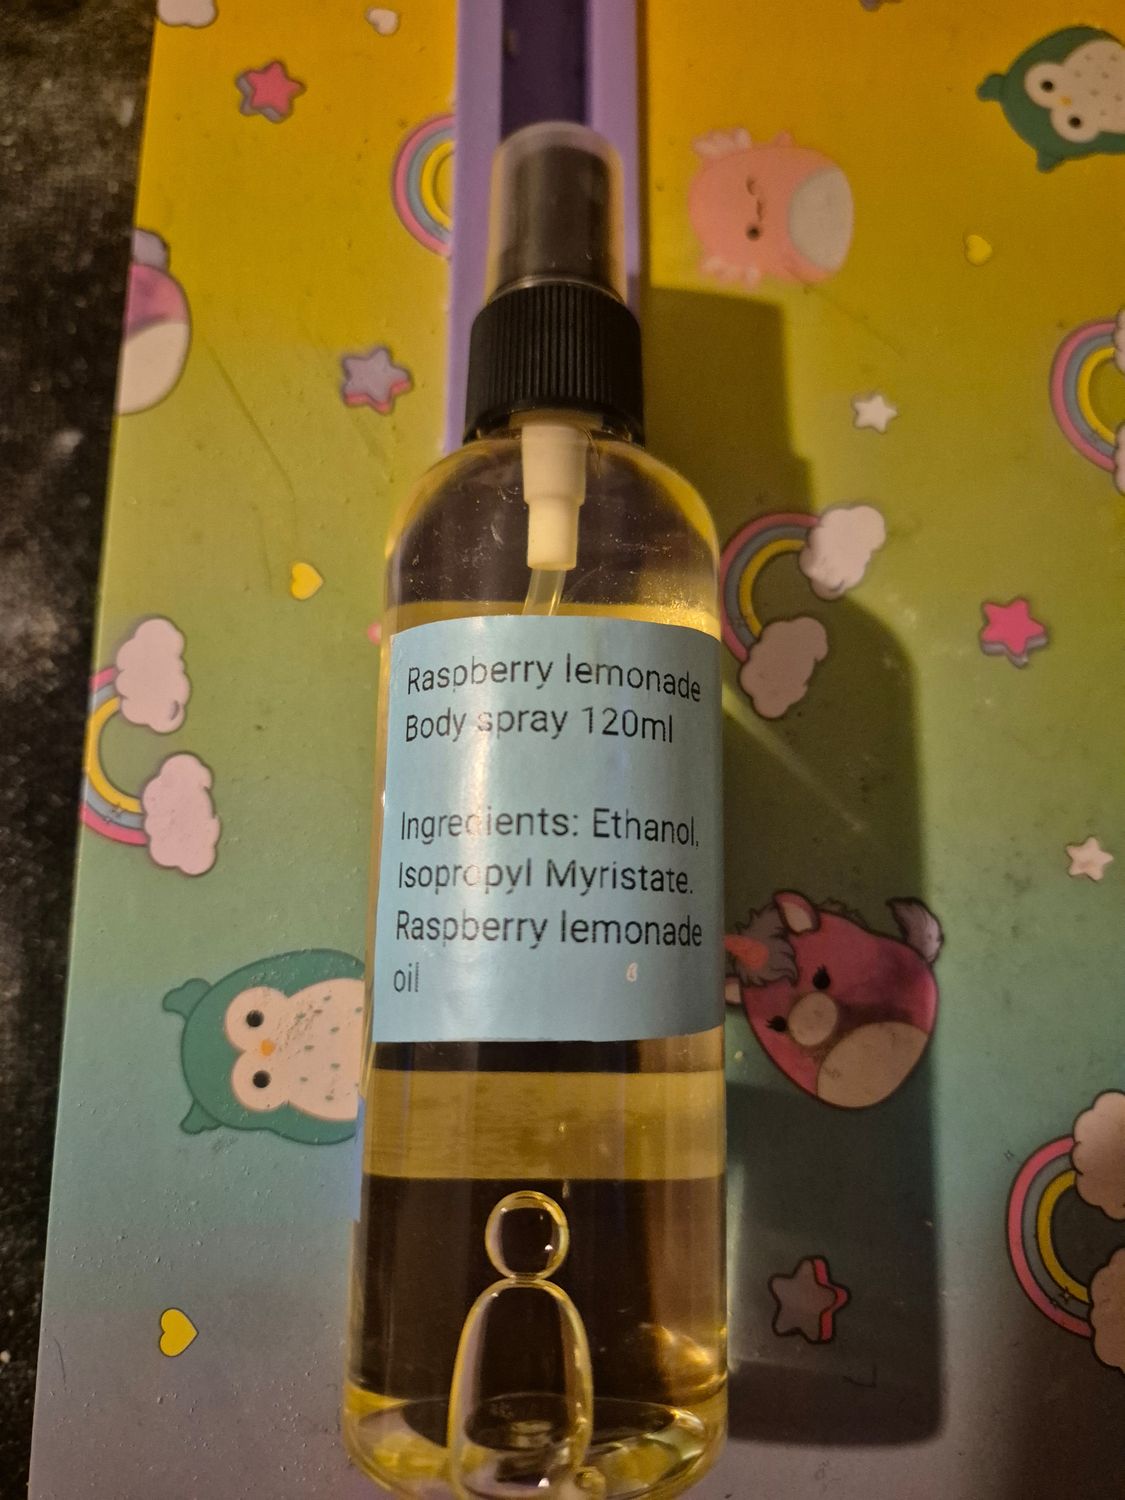 Raspberry lemonade
Body spray 120ml
Ingredients: Ethanol,
Isopropyl Myristate.
Raspberry lemonade
oil